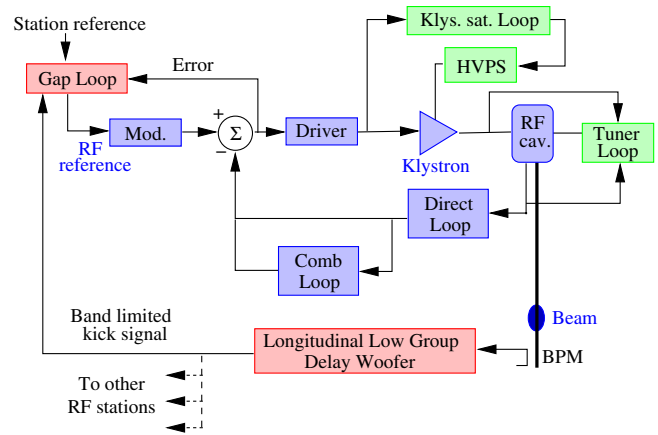 Station reference
Klys. sat. Loop
Gap Loop
Error
HVPS
+
Σ
−
Mod.
Driver
RF
cav.
Tuner
Loop
RF
reference
Klystron
Direct
Loop
Comb
Loop
Band limited
kick signal
Longitudinal Low Group
Delay Woofer
Beam
BPM
To other
RF stations